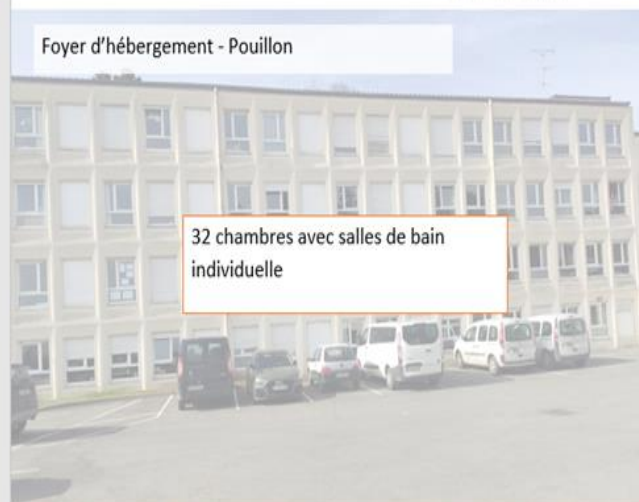 Foyer d’hébergement - Pouillon
32 chambres avec salles de bain
individuelle